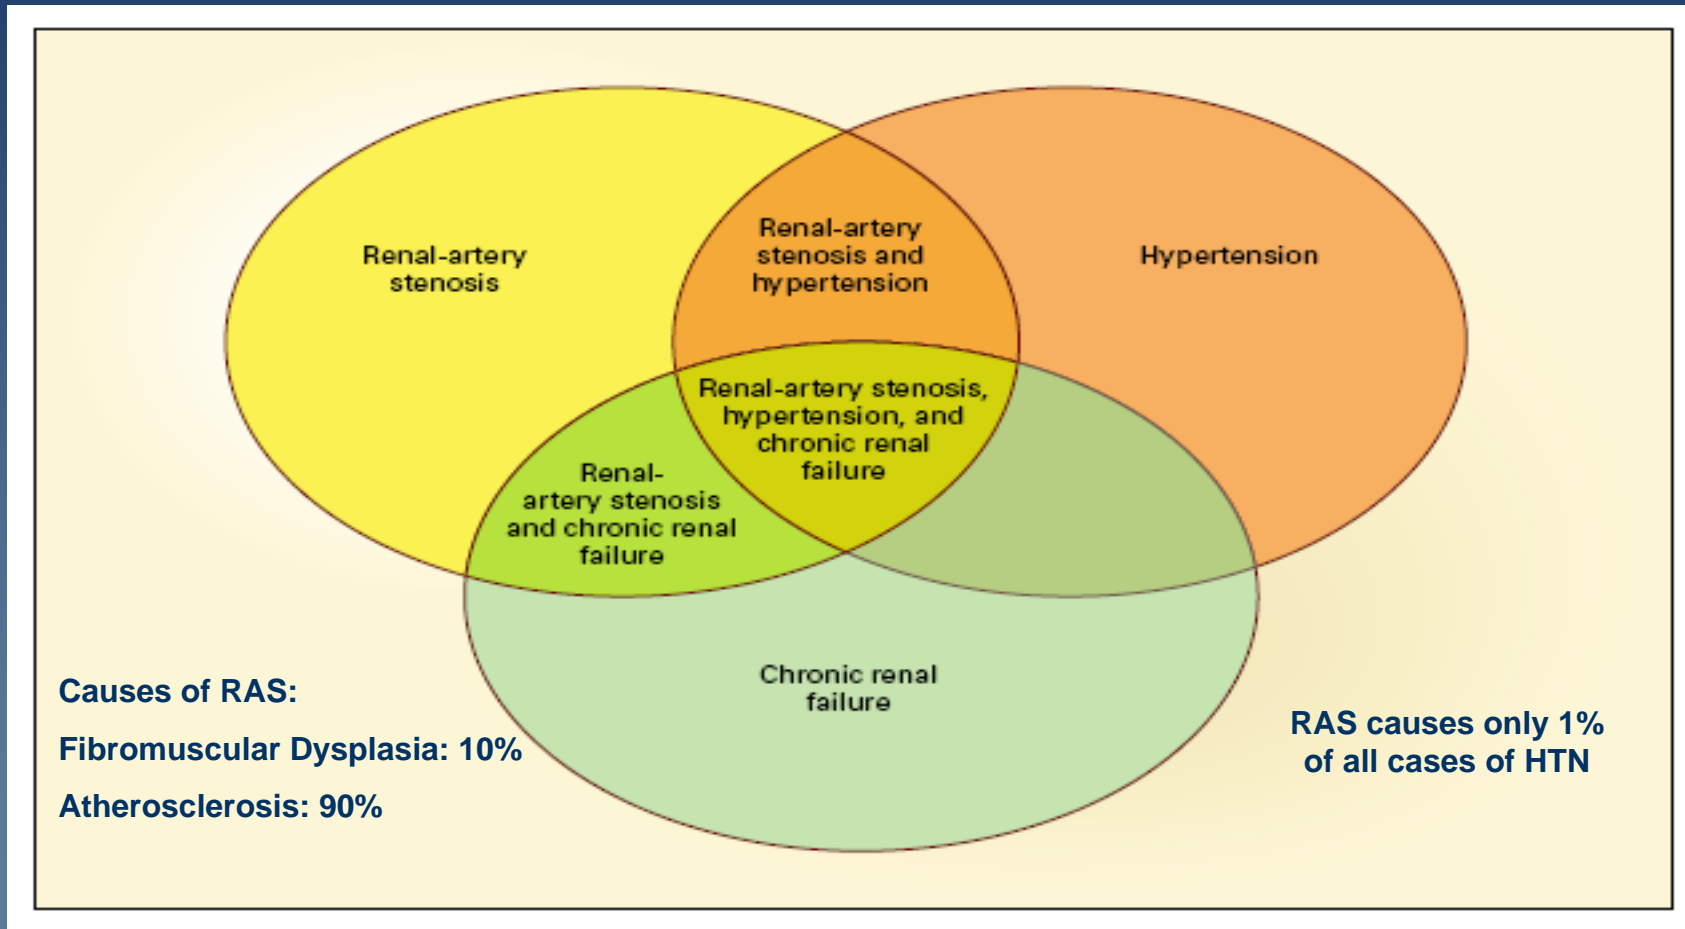 Renal-artery
stenosis
Renal-artery
stenosis and
hypertension
Hypertension
Renal-artery stenosis,
hypertension, and
chronic renal
failure
Renal-
artery stenosis
and chronic renal
failure
Chronic renal
failure
Causes of RAS:
Fibromuscular Dysplasia: 10%
Atherosclerosis: 90%
RAS causes only 1%
of all cases of HTN